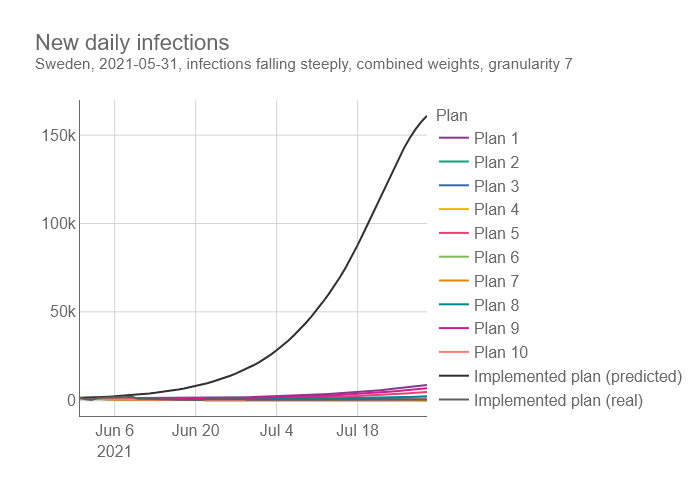 New daily infections
Sweden, 2021-05-31, infections falling steeply, combined weights, granularity 7
150k
100k
50k
0
Jun 6
2021
Jun 20
Jul 4
Jul 18
Plan
Plan 1
Plan 2
Plan 3
Plan 4
Plan 5
Plan 6
Plan 7
Plan 8
Plan 9
Plan 10
Implemented plan (predicted)
Implemented plan (real)